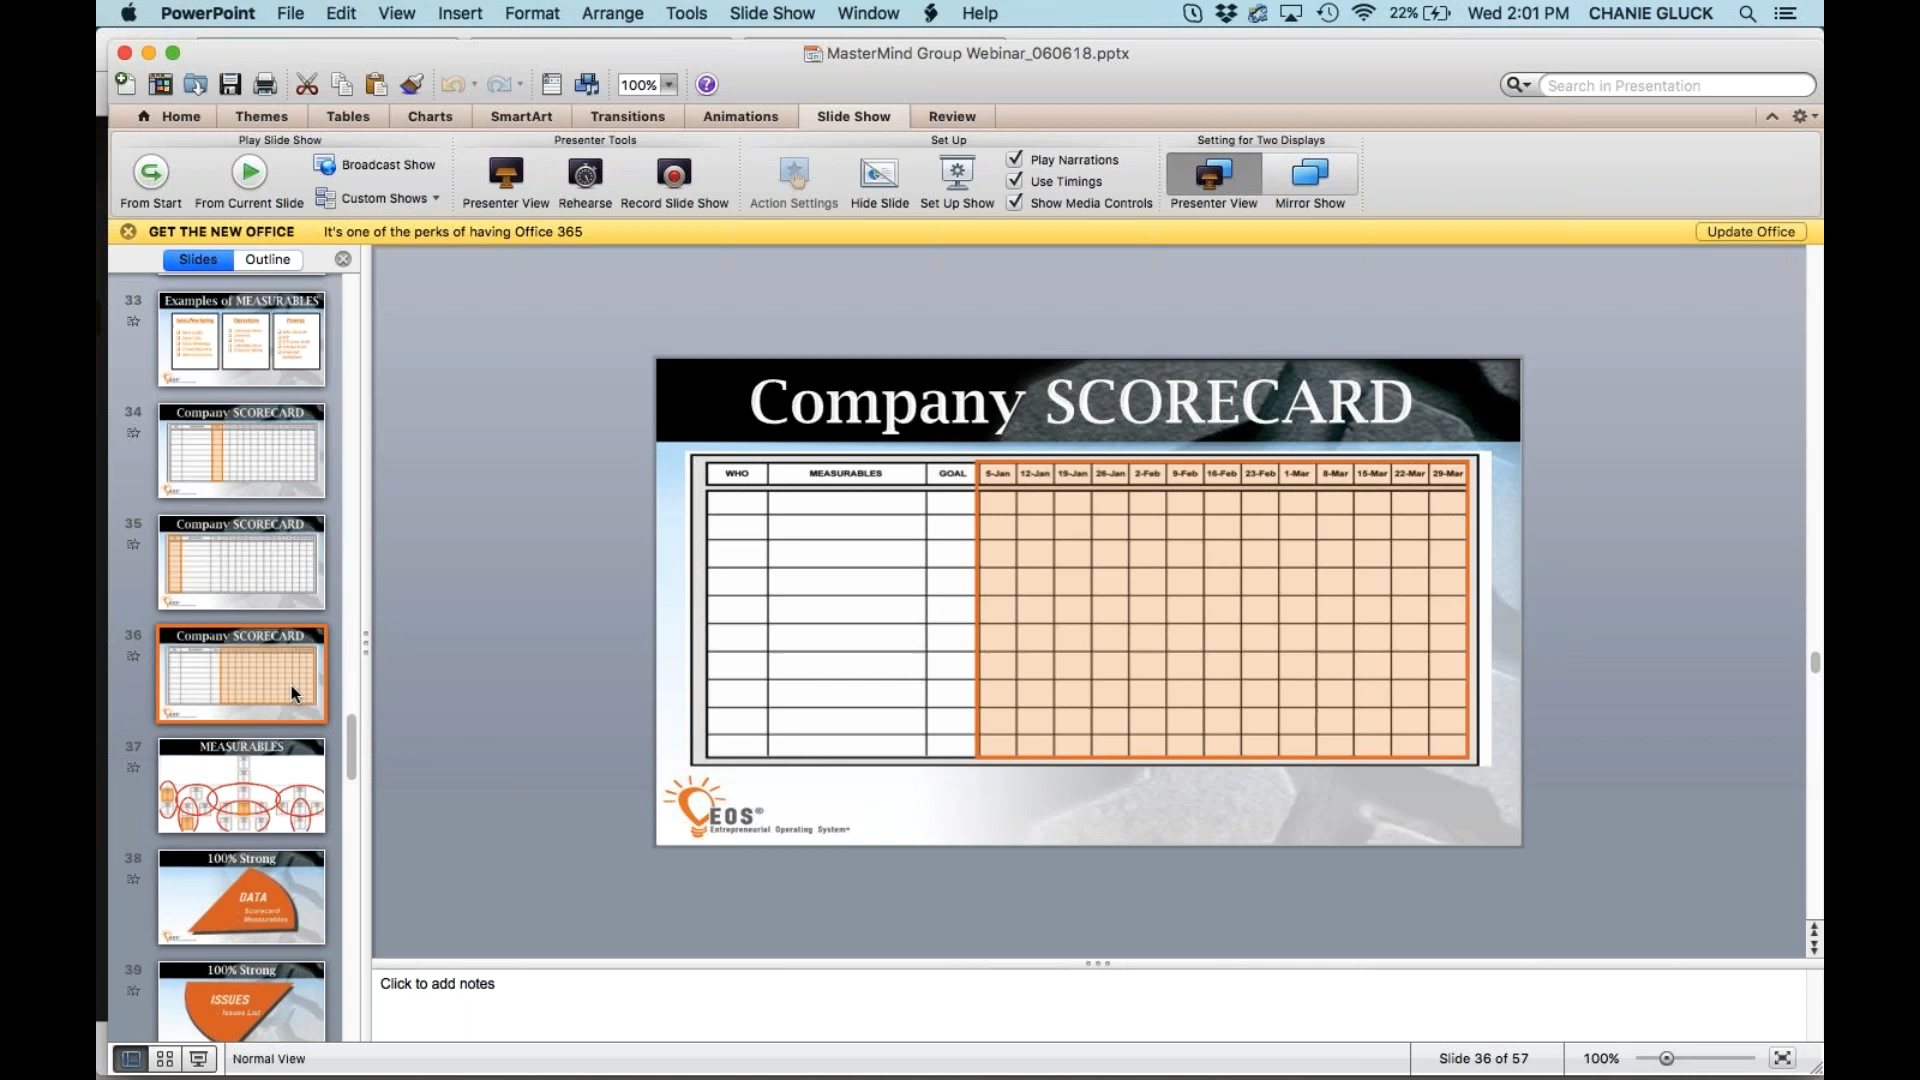 PowerPoint File Edit View Insert Format Arrange Tools Slide Show Window Help 22% Wed 2:01 PM CHANIE GLUCK
MasterMind Group Webinar_060618.pptx
100% Search in Presentation
Home Themes Tables Charts SmartArt Transitions Animations Slide Show Review
Play Slide Show Presenter Tools Set Up Setting for Two Displays
Broadcast Show Play Narrations
Use Timings
Custom Shows
From Start From Current Slide Presenter View Rehearse Record Slide Show Action Settings Hide Slide Set Up Show Show Media Controls Presenter View Mirror Show
GET THE NEW OFFICE It's one of the perks of having Office 365 Update Office
Slides Outline
33
Examples of MEASURABLES
34
Company SCORECARD
35
Company SCORECARD
36
Company SCORECARD
37
MEASURABLES
38
100% Strong
DATA
Scorecard
Measurables
39
100% Strong
ISSUES
Issues List
Company SCORECARD
WHO MEASURABLES GOAL 5-Jan 12-Jan 19-Jan 26-Jan 2-Feb 9-Feb 16-Feb 23-Feb 1-Mar 8-Mar 15-Mar 22-Mar 29-Mar
EOS®
Entrepreneurial Operating System
Click to add notes
Normal View Slide 36 of 57 100%